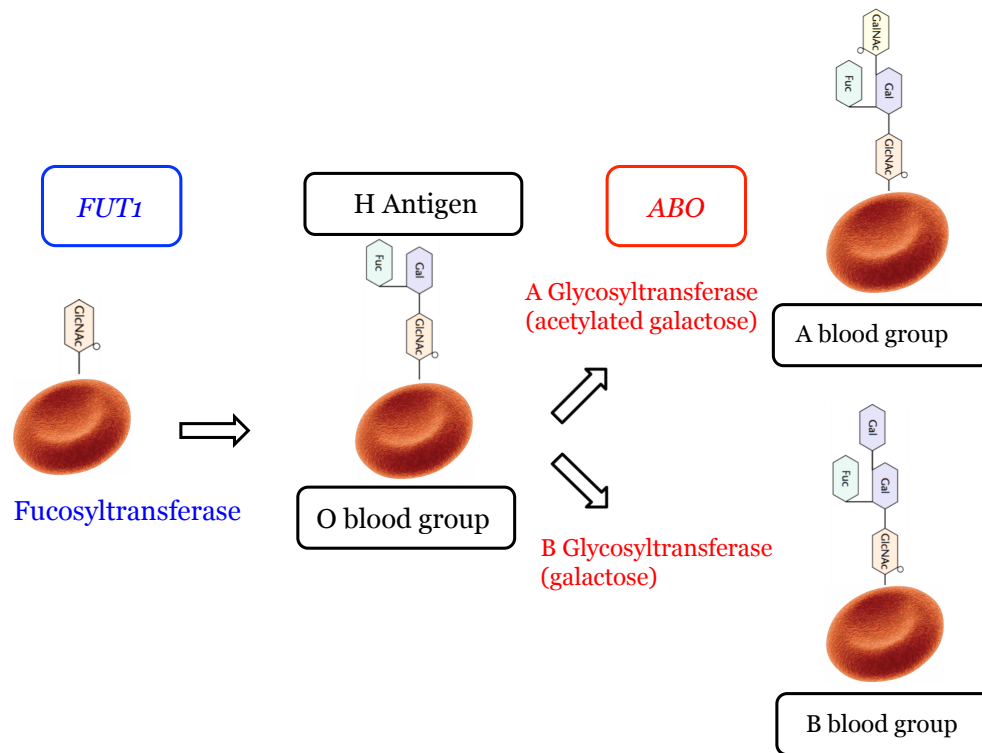 FUT1
GlcNAc
Fucosyltransferase
H Antigen
Fuc
Gal
GlcNAc
O blood group
ABO
A Glycosyltransferase
(acetylated galactose)
B Glycosyltransferase
(galactose)
GalNAc
Fuc
Gal
GlcNAc
A blood group
Gal
Fuc
Gal
GlcNAc
B blood group